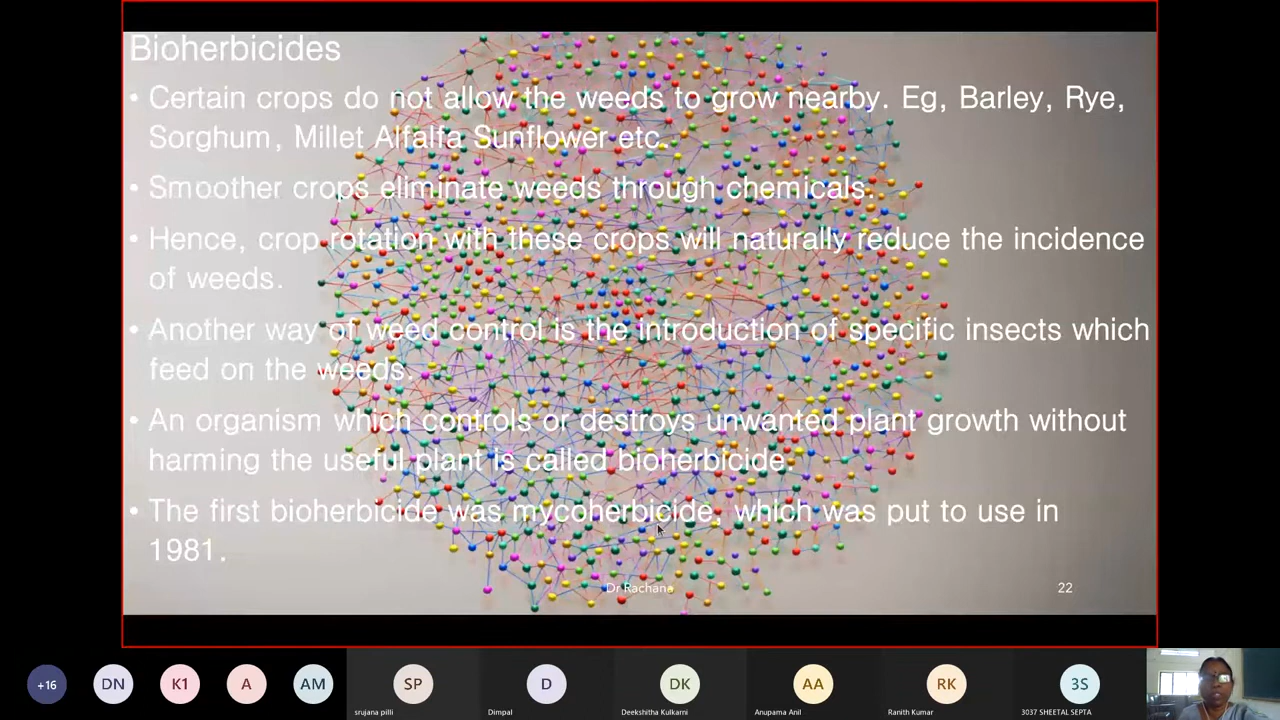 Bioherbicides
• Certain crops do not allow the weeds to grow nearby. Eg, Barley, Rye,
Sorghum, Millet Alfalfa Sunflower etc.
• Smoother crops eliminate weeds through chemicals.
• Hence, crop rotation with these crops will naturally reduce the incidence
of weeds.
• Another way of weed control is the introduction of specific insects which
feed on the weeds.
• An organism which controls or destroys unwanted plant growth without
harming the useful plant is called bioherbicide.
• The first bioherbicide was mycoherbicide, which was put to use in
1981.
Dr Rachana
22
+16
DN
K1
A
AM
SP
D
DK
AA
RK
3S
srujana pilli
Dimpal
Deekshitha Kulkarni
Anupama Anil
Ranith Kumar
3037 SHEETAL SEPTA